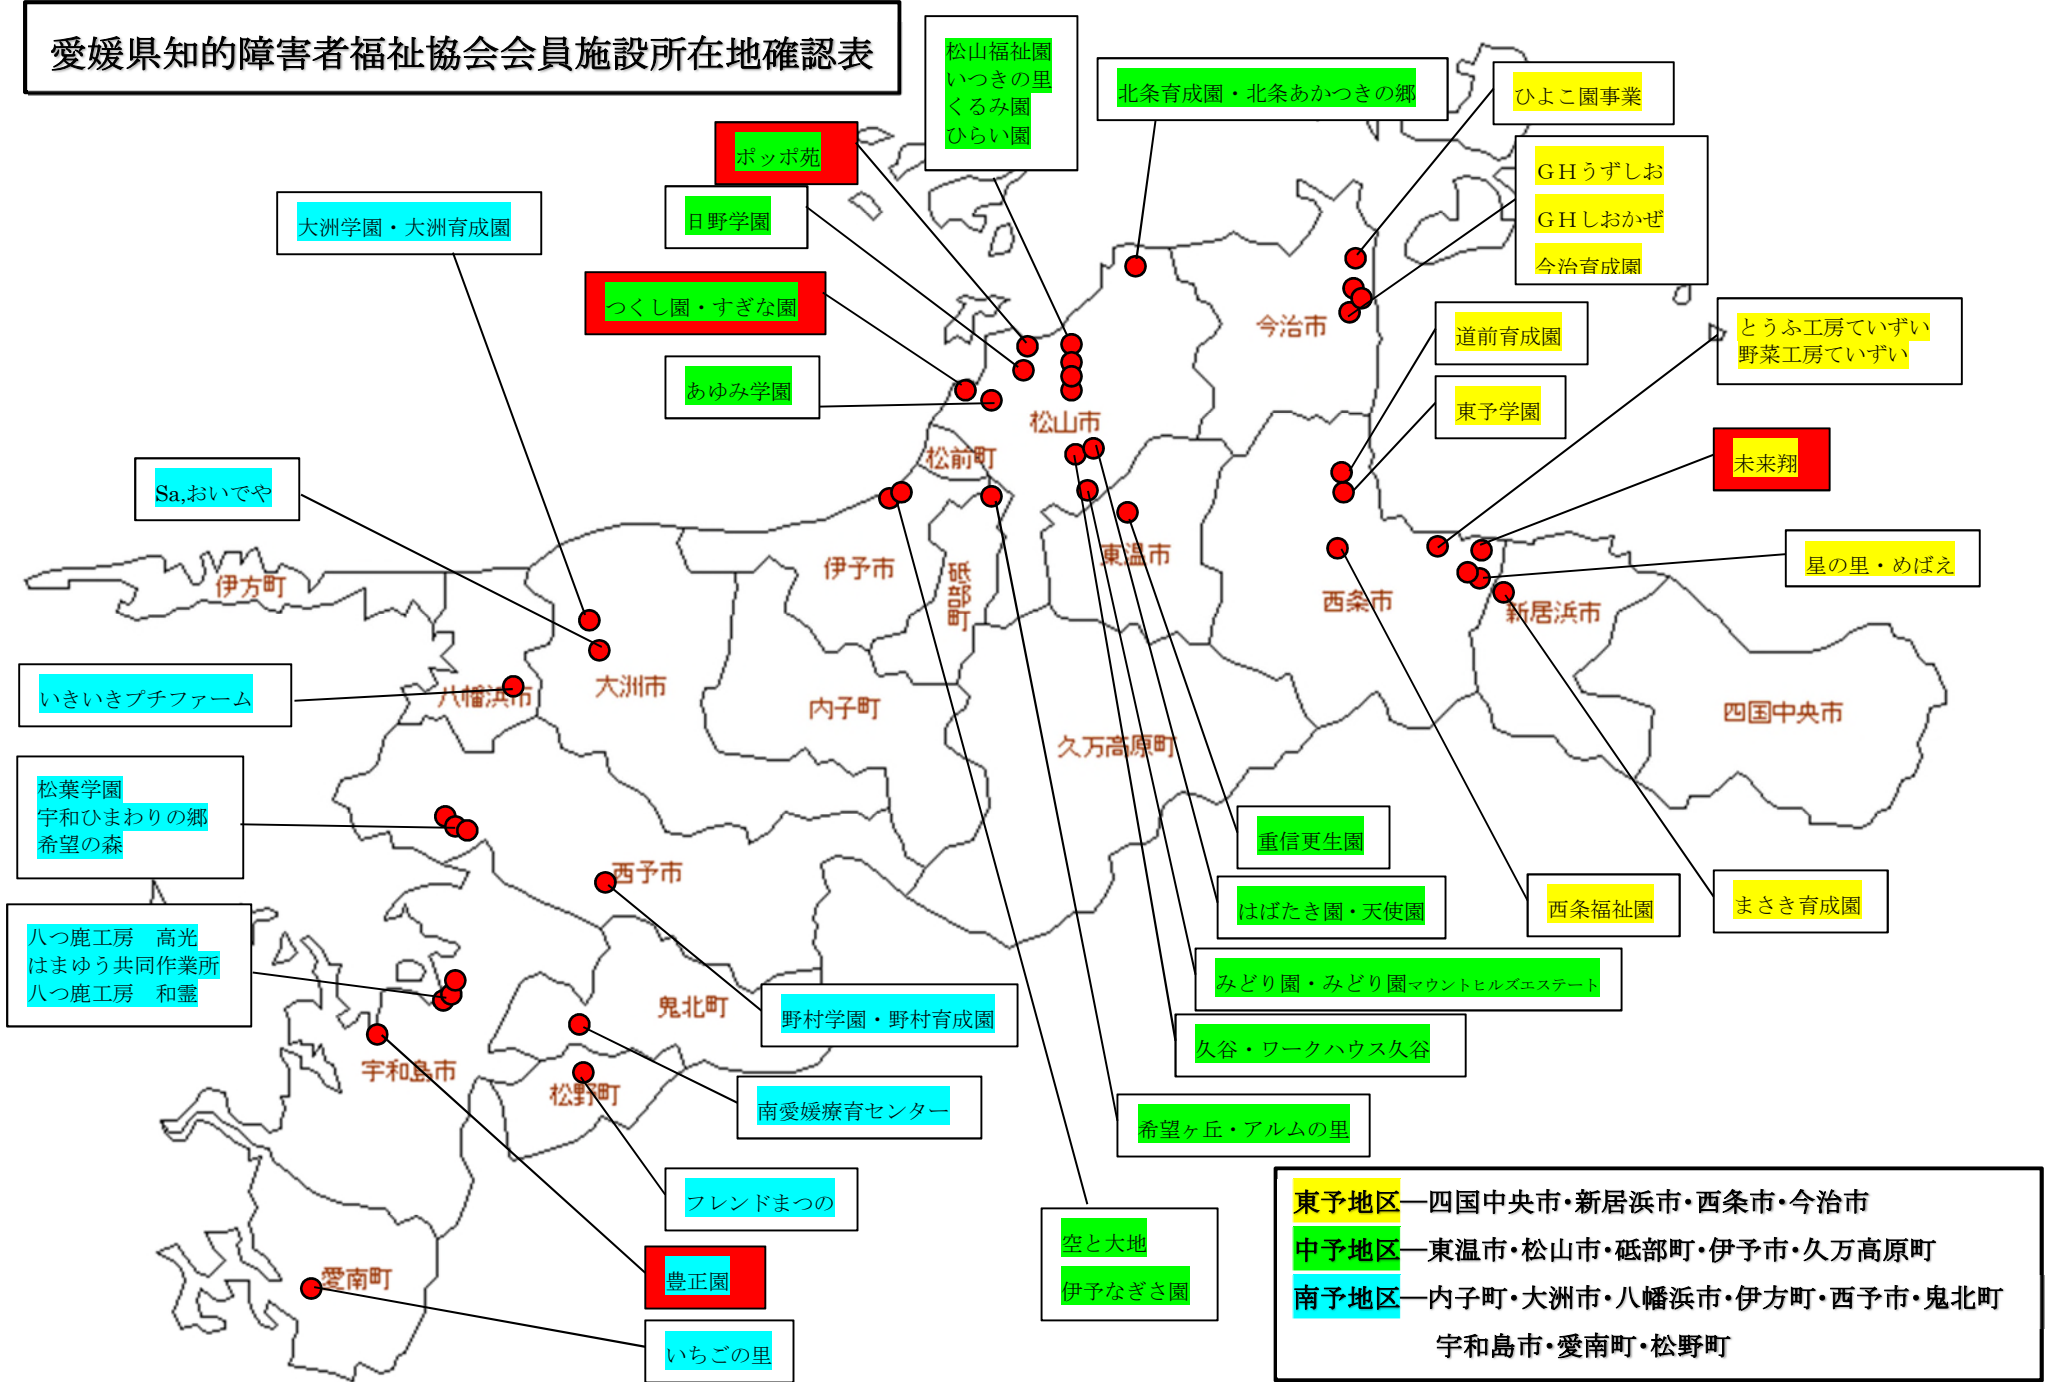 愛媛県知的障害者福祉協会会員施設所在地確認表
松山福祉園
いつきの里
くるみ園
ひらい園
北条育成園・北条あかつきの郷
ひよこ園事業
ポッポ苑
GHうずしお
GHしおかぜ
今治育成園
日野学園
大洲学園・大洲育成園
つくし園・すぎな園
あゆみ学園
今治市
道前育成園
とうふ工房ていずい
野菜工房ていずい
東予学園
松山市
松前町
未来翔
Sa,おいでや
伊予市
砥部町
東温市
星の里・めばえ
伊方町
西条市
新居浜市
いきいきプチファーム
八幡浜市
大洲市
内子町
久万高原町
四国中央市
松葉学園
宇和ひまわりの郷
希望の森
重信更生園
西予市
はばたき園・天使園
西条福祉園
まさき育成園
八つ鹿工房 高光
はまゆう共同作業所
八つ鹿工房 和霊
みどり園・みどり園マウントヒルズエステート
鬼北町
野村学園・野村育成園
久谷・ワークハウス久谷
宇和島市
松野町
南愛媛療育センター
希望ヶ丘・アルムの里
フレンドまつの
空と大地
伊予なぎさ園
豊正園
愛南町
いちごの里
東予地区―四国中央市・新居浜市・西条市・今治市
中予地区―東温市・松山市・砥部町・伊予市・久万高原町
南予地区―内子町・大洲市・八幡浜市・伊方町・西予市・鬼北町
宇和島市・愛南町・松野町